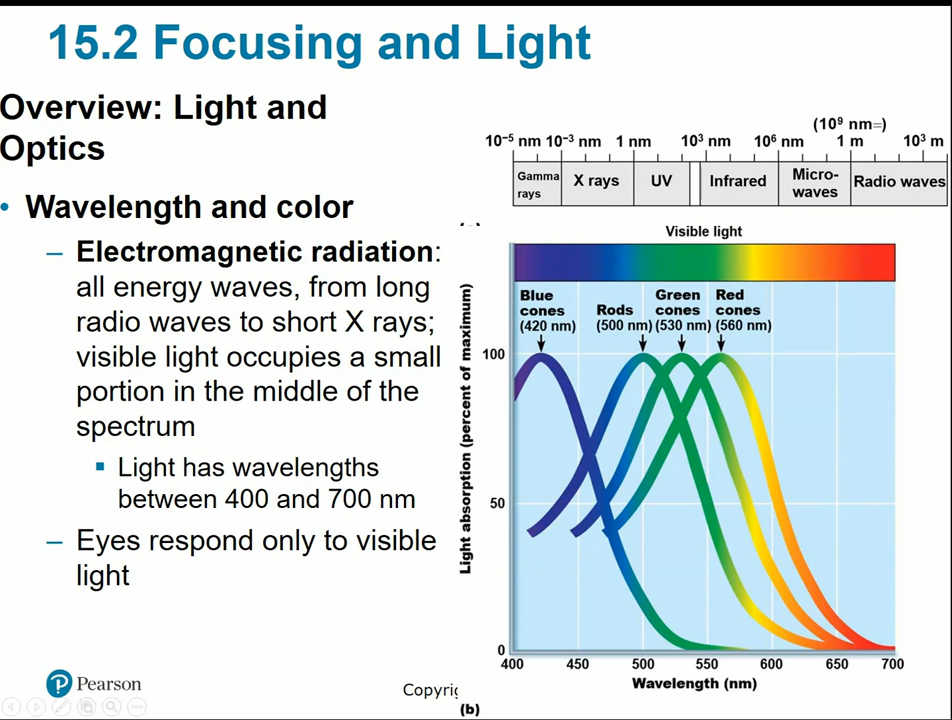 15.2 Focusing and Light
Overview: Light and
Optics
• Wavelength and color
– Electromagnetic radiation:
all energy waves, from long
radio waves to short X rays;
visible light occupies a small
portion in the middle of the
spectrum
▪ Light has wavelengths
between 400 and 700 nm
– Eyes respond only to visible
light
(10⁹ nm=)
10⁻⁵ nm 10⁻³ nm 1 nm 10³ nm 10⁶ nm 1 m 10³ m
Gamma
rays
X rays
UV
Infrared
Micro-
waves
Radio waves
Visible light
Blue
cones
(420 nm)
Rods
(500 nm)
Green
cones
(530 nm)
Red
cones
(560 nm)
Light absorption (percent of maximum)
100
50
0
400 450 500 550 600 650 700
Wavelength (nm)
(b)
P Pearson
Copyri